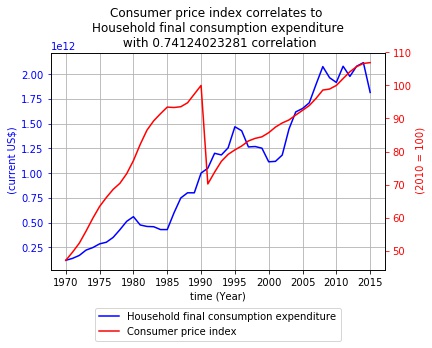 Consumer price index correlates to
Household final consumption expenditure
with 0.74124023281 correlation
1e12
2.00
1.75
1.50
1.25
1.00
0.75
0.50
0.25
(current US$)
110
100
90
80
70
60
50
(2010 = 100)
1970 1975 1980 1985 1990 1995 2000 2005 2010 2015
time (Year)
Household final consumption expenditure
Consumer price index